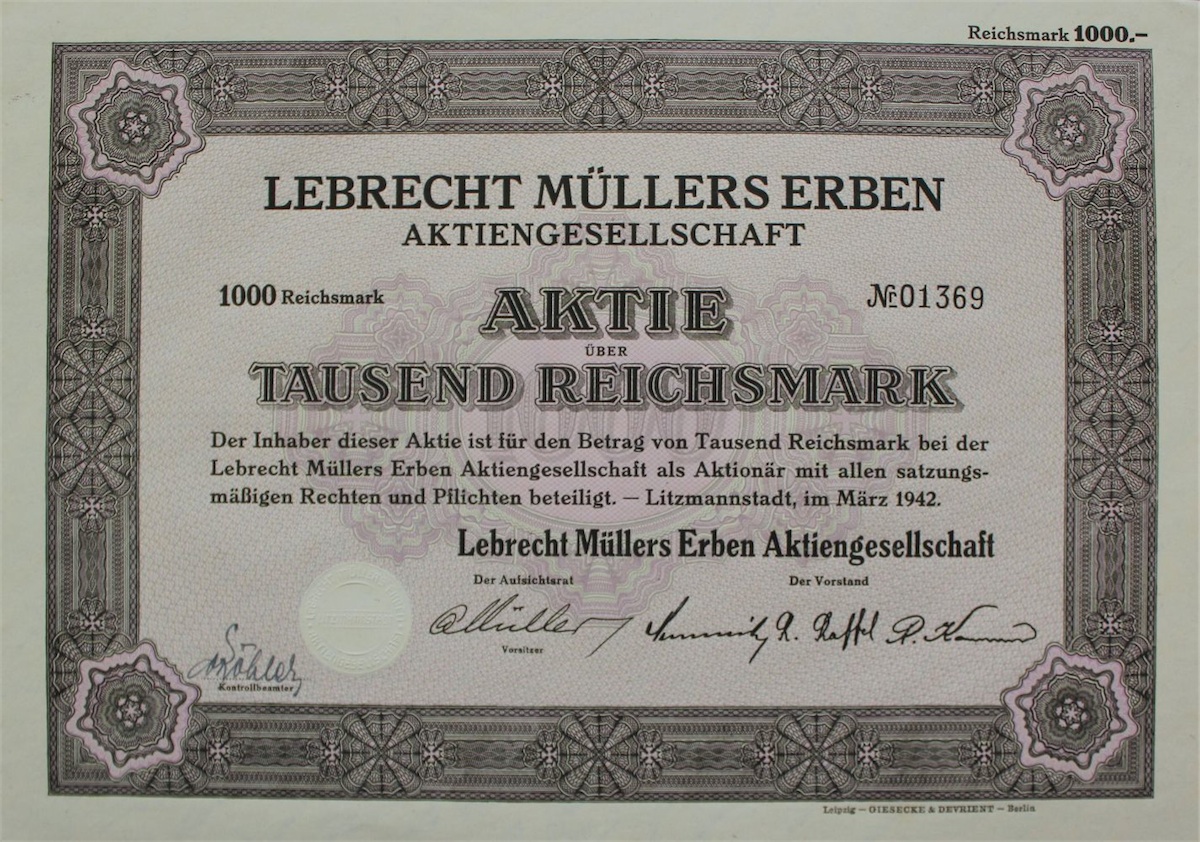 Reichsmark 1000.–
LEBRECHT MÜLLERS ERBEN
AKTIENGESELLSCHAFT
1000 Reichsmark
AKTIE
№ 01369
ÜBER
TAUSEND REICHSMARK
Der Inhaber dieser Aktie ist für den Betrag von Tausend Reichsmark bei der
Lebrecht Müllers Erben Aktiengesellschaft als Aktionär mit allen satzungs-
mäßigen Rechten und Pflichten beteiligt. — Litzmannstadt, im März 1942.
Lebrecht Müllers Erben Aktiengesellschaft
Der Aufsichtsrat
Der Vorstand
Müller
R. Raffel
Vorsitzer
Köhler
Kontrollbeamter
Leipzig — GIESECKE & DEVRIENT — Berlin